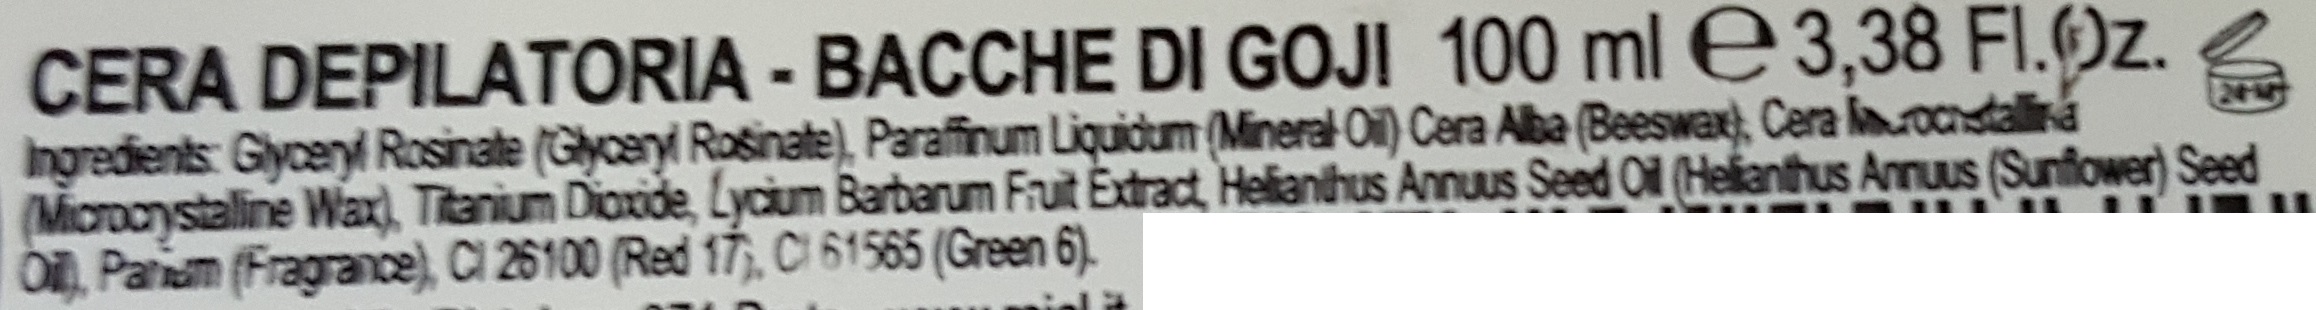 CERA DEPILATORIA - BACCHE DI GOJI 100 ml e 3,38 Fl.Oz.
Ingredients: Glyceryl Rosinate (Glyceryl Rosinate), Paraffinum Liquidum (Mineral Oil) Cera Alba (Beeswax), Cera Microcristallina
(Microcrystalline Wax), Titanium Dioxide, Lycium Barbarum Fruit Extract, Helianthus Annuus Seed Oil (Helianthus Annuus (Sunflower) Seed
Oil), Parfum (Fragrance), CI 26100 (Red 17), CI 61565 (Green 6).